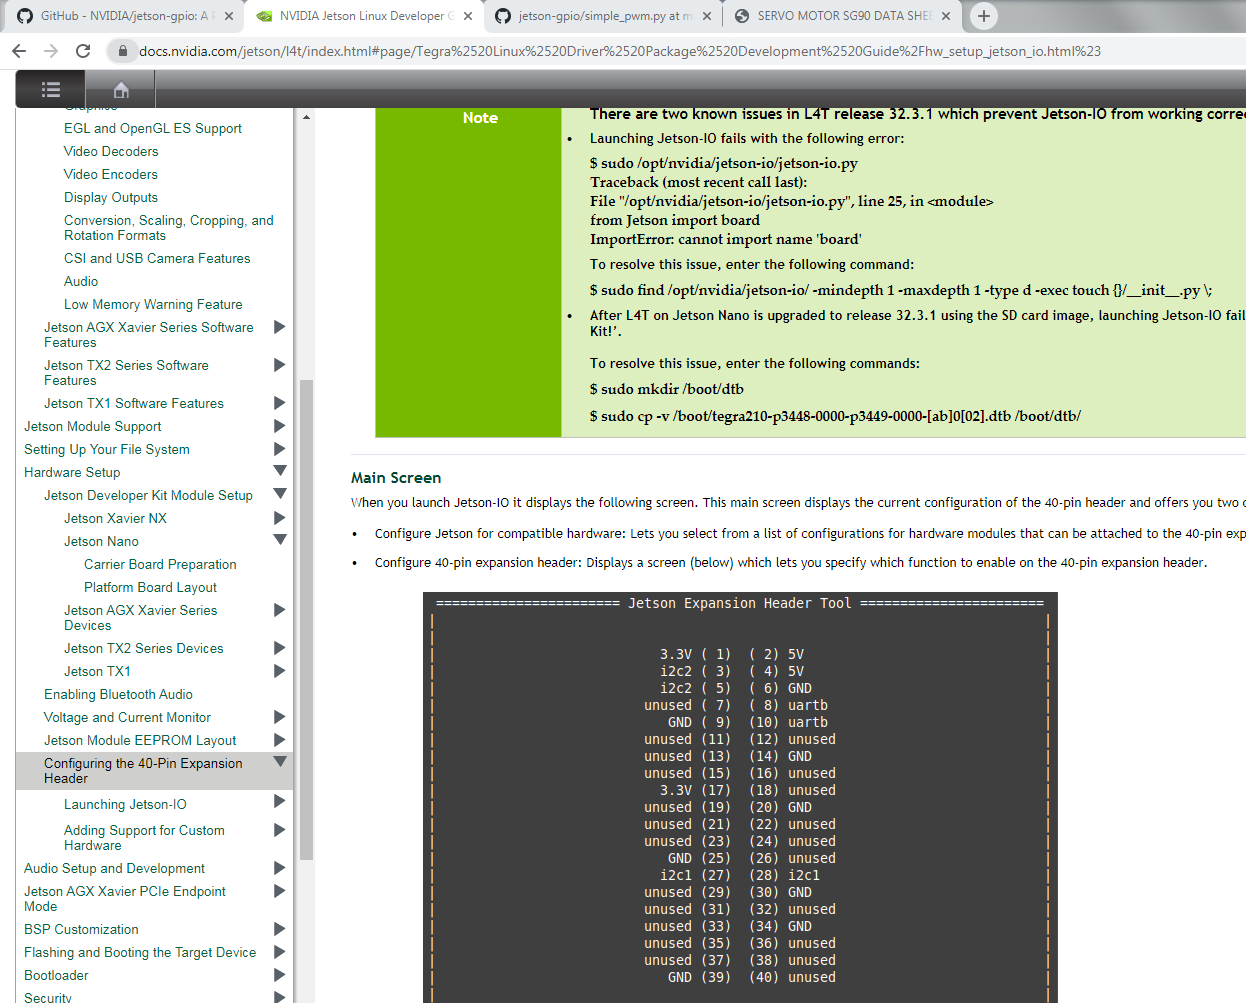 GitHub - NVIDIA/jetson-gpio: A F
NVIDIA Jetson Linux Developer G
jetson-gpio/simple_pwm.py at m
SERVO MOTOR SG90 DATA SHEE
docs.nvidia.com/jetson/l4t/index.html#page/Tegra%2520Linux%2520Driver%2520Package%2520Development%2520Guide%2Fhw_setup_jetson_io.html%23
Graphics
EGL and OpenGL ES Support
Video Decoders
Video Encoders
Display Outputs
Conversion, Scaling, Cropping, and
Rotation Formats
CSI and USB Camera Features
Audio
Low Memory Warning Feature
Jetson AGX Xavier Series Software
Features
Jetson TX2 Series Software
Features
Jetson TX1 Software Features
Jetson Module Support
Setting Up Your File System
Hardware Setup
Jetson Developer Kit Module Setup
Jetson Xavier NX
Jetson Nano
Carrier Board Preparation
Platform Board Layout
Jetson AGX Xavier Series
Devices
Jetson TX2 Series Devices
Jetson TX1
Enabling Bluetooth Audio
Voltage and Current Monitor
Jetson Module EEPROM Layout
Configuring the 40-Pin Expansion
Header
Launching Jetson-IO
Adding Support for Custom
Hardware
Audio Setup and Development
Jetson AGX Xavier PCIe Endpoint
Mode
BSP Customization
Flashing and Booting the Target Device
Bootloader
Security
Note
There are two known issues in L4T release 32.3.1 which prevent Jetson-IO from working corre
• Launching Jetson-IO fails with the following error:
$ sudo /opt/nvidia/jetson-io/jetson-io.py
Traceback (most recent call last):
File "/opt/nvidia/jetson-io/jetson-io.py", line 25, in <module>
from Jetson import board
ImportError: cannot import name 'board'
To resolve this issue, enter the following command:
$ sudo find /opt/nvidia/jetson-io/ -mindepth 1 -maxdepth 1 -type d -exec touch {}/__init__.py \;
• After L4T on Jetson Nano is upgraded to release 32.3.1 using the SD card image, launching Jetson-IO fail
Kit!’.
To resolve this issue, enter the following commands:
$ sudo mkdir /boot/dtb
$ sudo cp -v /boot/tegra210-p3448-0000-p3449-0000-[ab]0[02].dtb /boot/dtb/
Main Screen
When you launch Jetson-IO it displays the following screen. This main screen displays the current configuration of the 40-pin header and offers you two o
• Configure Jetson for compatible hardware: Lets you select from a list of configurations for hardware modules that can be attached to the 40-pin exp
• Configure 40-pin expansion header: Displays a screen (below) which lets you specify which function to enable on the 40-pin expansion header.
======================= Jetson Expansion Header Tool =======================
3.3V ( 1) ( 2) 5V
i2c2 ( 3) ( 4) 5V
i2c2 ( 5) ( 6) GND
unused ( 7) ( 8) uartb
GND ( 9) (10) uartb
unused (11) (12) unused
unused (13) (14) GND
unused (15) (16) unused
3.3V (17) (18) unused
unused (19) (20) GND
unused (21) (22) unused
unused (23) (24) unused
GND (25) (26) unused
i2c1 (27) (28) i2c1
unused (29) (30) GND
unused (31) (32) unused
unused (33) (34) GND
unused (35) (36) unused
unused (37) (38) unused
GND (39) (40) unused